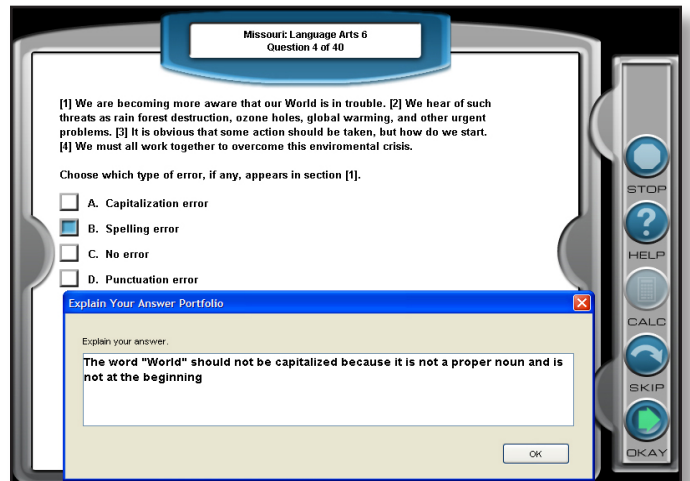 Missouri: Language Arts 6
Question 4 of 40
[1] We are becoming more aware that our World is in trouble. [2] We hear of such
threats as rain forest destruction, ozone holes, global warming, and other urgent
problems. [3] It is obvious that some action should be taken, but how do we start.
[4] We must all work together to overcome this enviromental crisis.
Choose which type of error, if any, appears in section [1].
A. Capitalization error
B. Spelling error
C. No error
D. Punctuation error
Explain Your Answer Portfolio
Explain your answer.
The word "World" should not be capitalized because it is not a proper noun and is
not at the beginning
OK
STOP
HELP
CALC
SKIP
OKAY